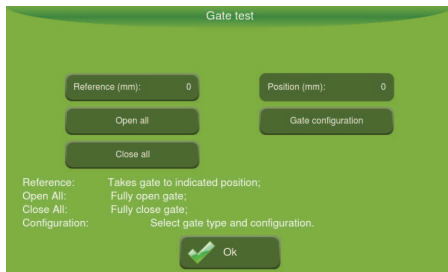 Gate test
Reference (mm): 0 Position (mm): 0
Open all Gate configuration
Close all
Reference: Takes gate to indicated position;
Open All: Fully open gate;
Close All: Fully close gate;
Configuration: Select gate type and configuration.
Ok